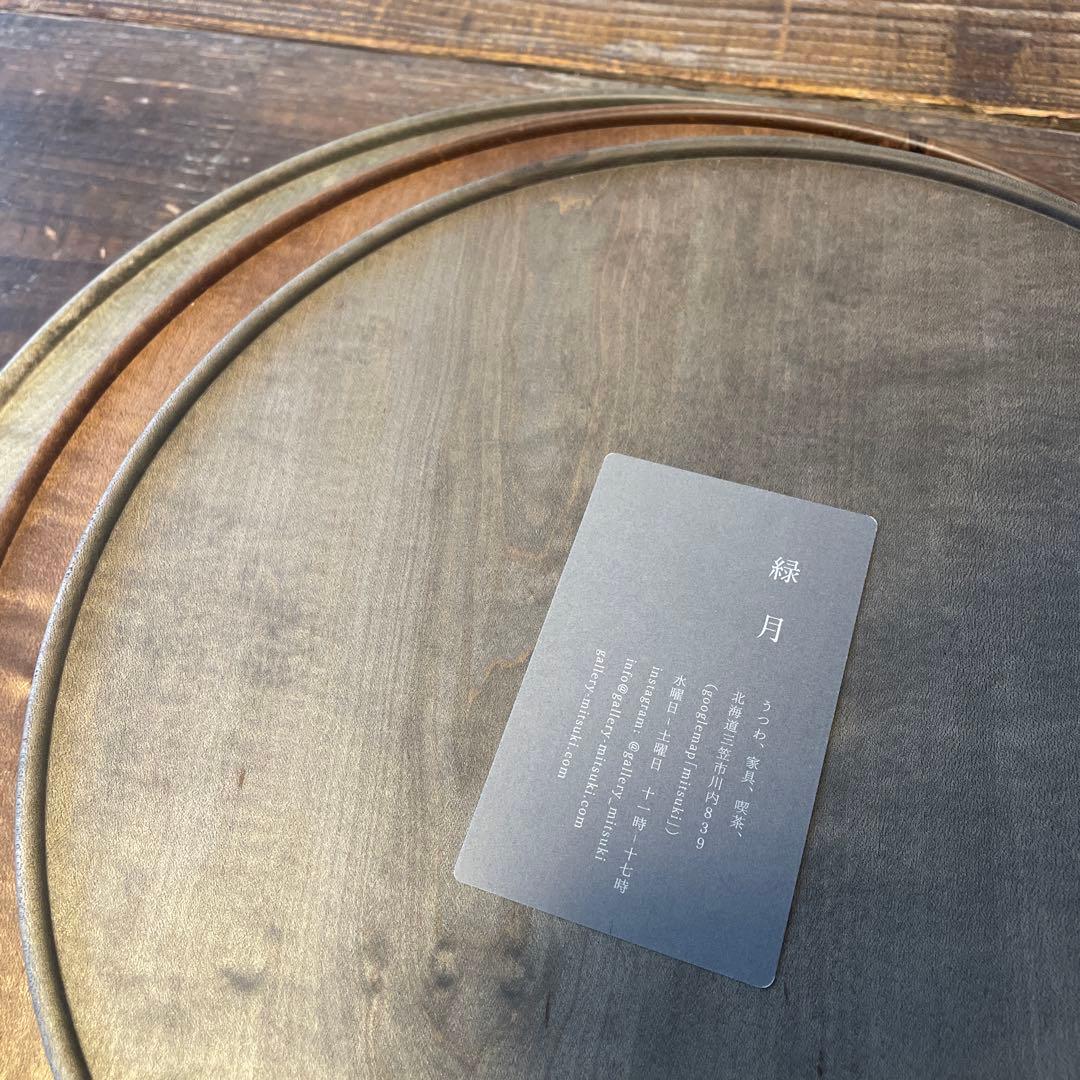 緑月
うつわ、家具、喫茶、
北海道三笠市川内839
(googlemap「mitsuki」)
水曜日–土曜日 十一時–十七時
instagram: @gallery_mitsuki
info@gallery-mitsuki.com
gallery-mitsuki.com